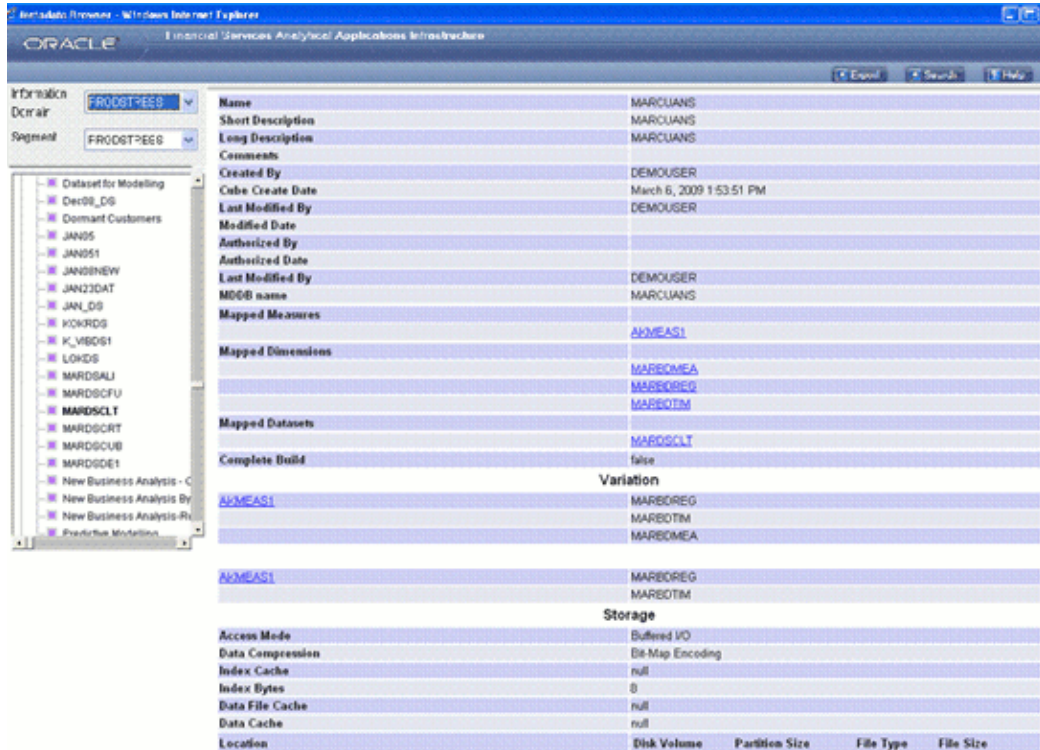 Metadata Browser - Windows Internet Explorer
ORACLE
Financial Services Analytical Applications Infrastructure
Export Search Help
Information Domain
Segment
Dataset for Modelling
Dec08_DS
Dormant Customers
JAN05
JAN051
JAN08NEW
JAN23DAT
JAN_DS
KOKRDS
K_VIBDS1
LOKDS
MARDSALI
MARDSCFU
MARDSCLT
MARDSCRT
MARDSCUB
MARDSDE1
New Business Analysis - C
New Business Analysis By
New Business Analysis-Re
Predictive Modelling
Name MARCUANS
Short Description MARCUANS
Long Description MARCUANS
Comments
Created By DEMOUSER
Cube Create Date March 6, 2009 1:53:51 PM
Last Modified By DEMOUSER
Modified Date
Authorized By
Authorized Date
Last Modified By DEMOUSER
MDDB name MARCUANS
Mapped Measures
AKMEAS1
Mapped Dimensions
MARBDMEA
MARBDREG
MARBDTIM
Mapped Datasets
MARDSCLT
Complete Build false
Variation
AKMEAS1 MARBDREG
MARBDTIM
MARBDMEA
AKMEAS1 MARBDREG
MARBDTIM
Storage
Access Mode Buffered I/O
Data Compression Bit-Map Encoding
Index Cache null
Index Bytes 8
Data File Cache null
Data Cache null
Location Disk Volume Partition Size File Type File Size